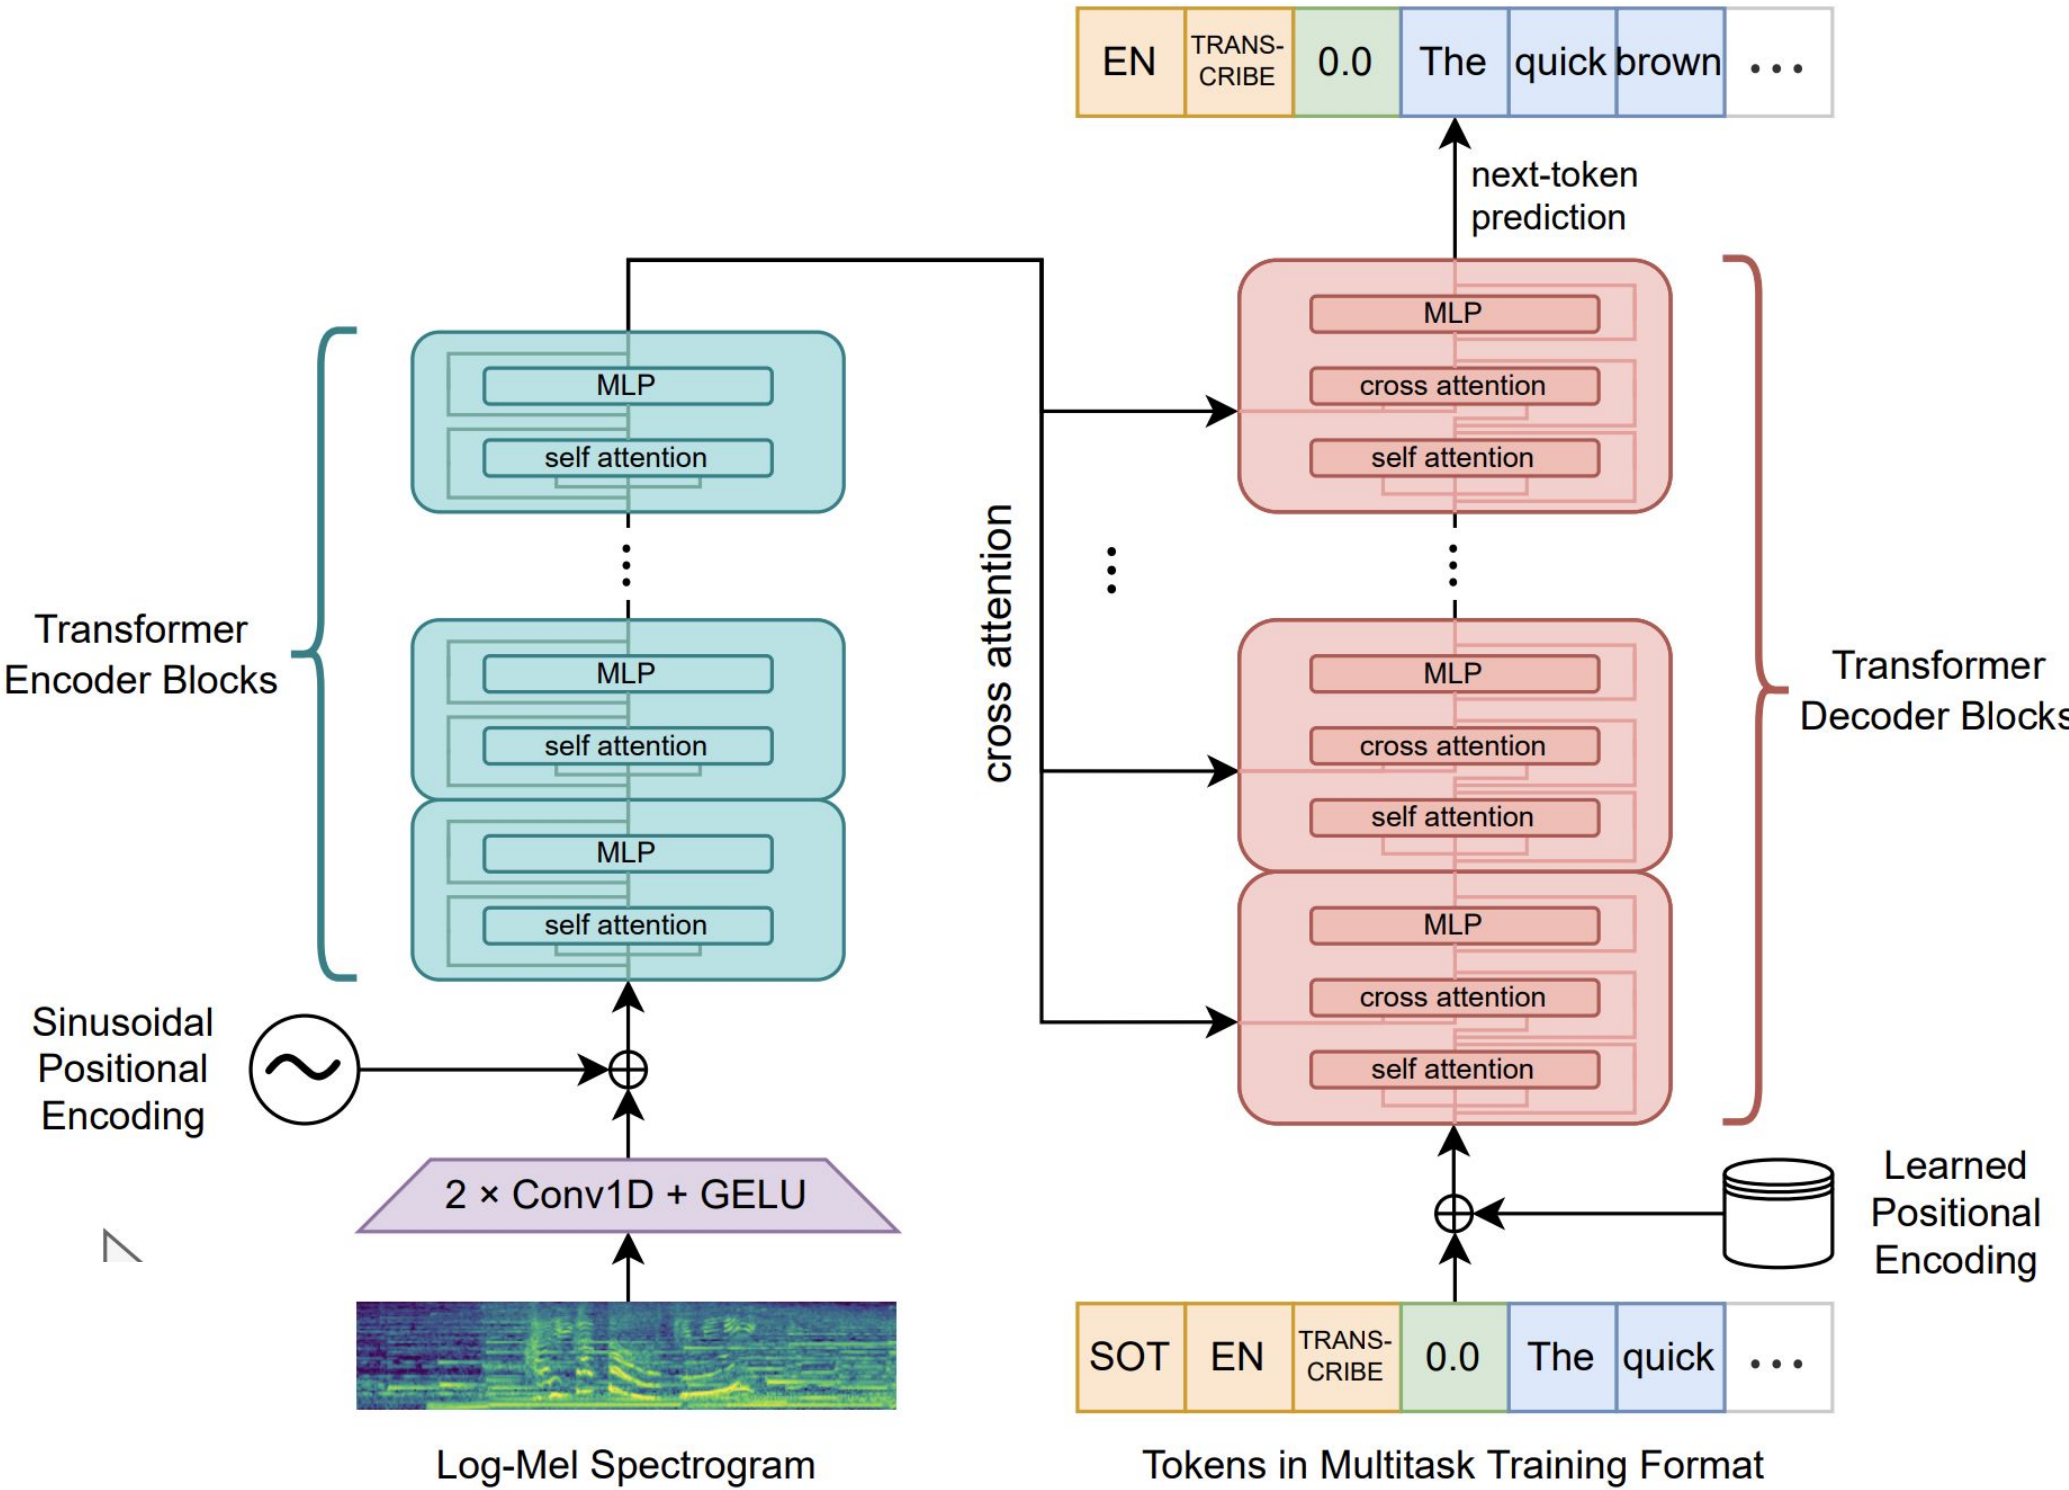 EN TRANS-CRIBE 0.0 The quick brown ...
next-token
prediction
MLP
cross attention
self attention
MLP
cross attention
self attention
MLP
cross attention
self attention
Transformer
Decoder Blocks
cross attention
MLP
self attention
MLP
self attention
MLP
self attention
Transformer
Encoder Blocks
Sinusoidal
Positional
Encoding
2 × Conv1D + GELU
Learned
Positional
Encoding
SOT EN TRANS-CRIBE 0.0 The quick ...
Log-Mel Spectrogram
Tokens in Multitask Training Format